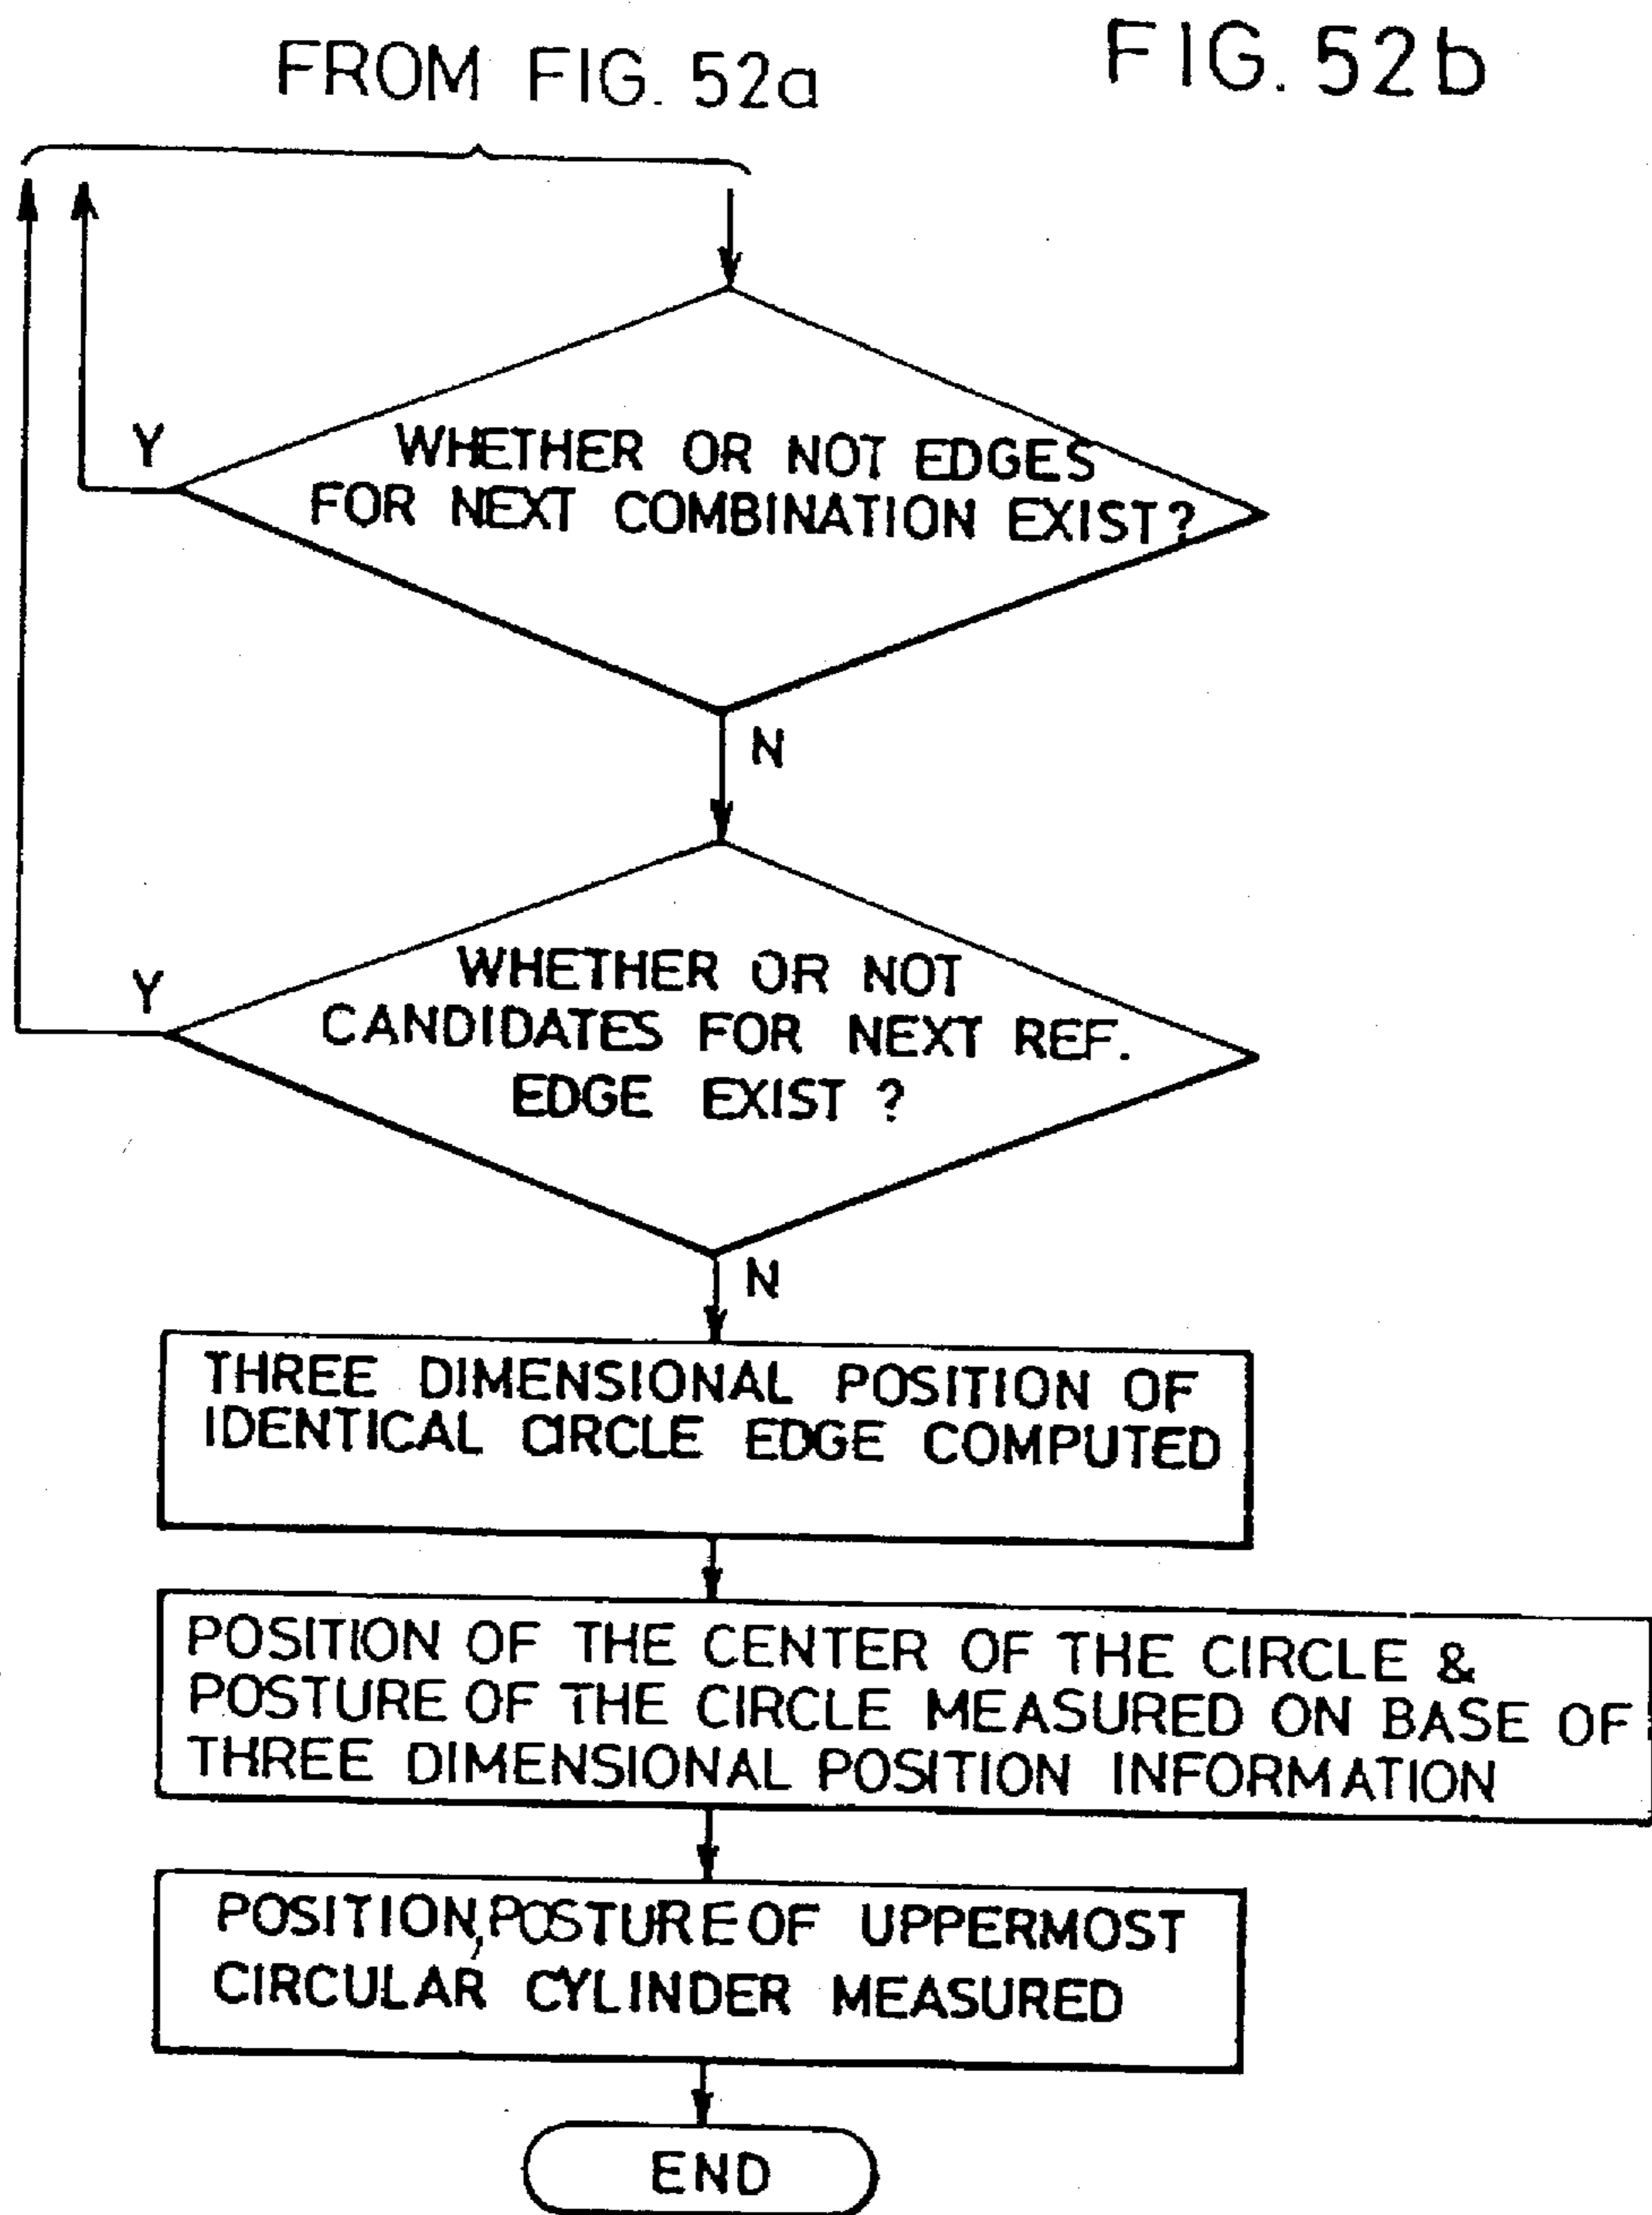 FROM FIG. 52a
FIG. 52b
WHETHER OR NOT EDGES
FOR NEXT COMBINATION EXIST?
Y
N
WHETHER OR NOT
CANDIDATES FOR NEXT REF.
EDGE EXIST ?
Y
N
THREE DIMENSIONAL POSITION OF
IDENTICAL CIRCLE EDGE COMPUTED
POSITION OF THE CENTER OF THE CIRCLE &
POSTURE OF THE CIRCLE MEASURED ON BASE OF
THREE DIMENSIONAL POSITION INFORMATION
POSITION, POSTURE OF UPPERMOST
CIRCULAR CYLINDER MEASURED
END